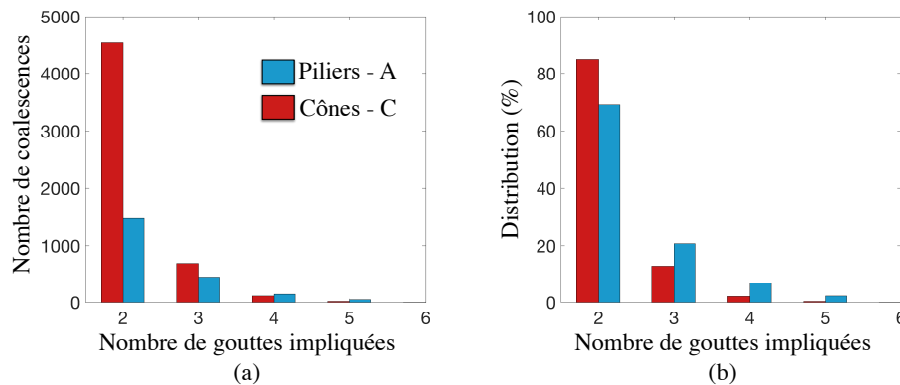 5000
4000
3000
2000
1000
0
Nombre de coalescences
Piliers - A
Cônes - C
2 3 4 5 6
Nombre de gouttes impliquées
(a)
100
80
60
40
20
0
Distribution (%)
2 3 4 5 6
Nombre de gouttes impliquées
(b)